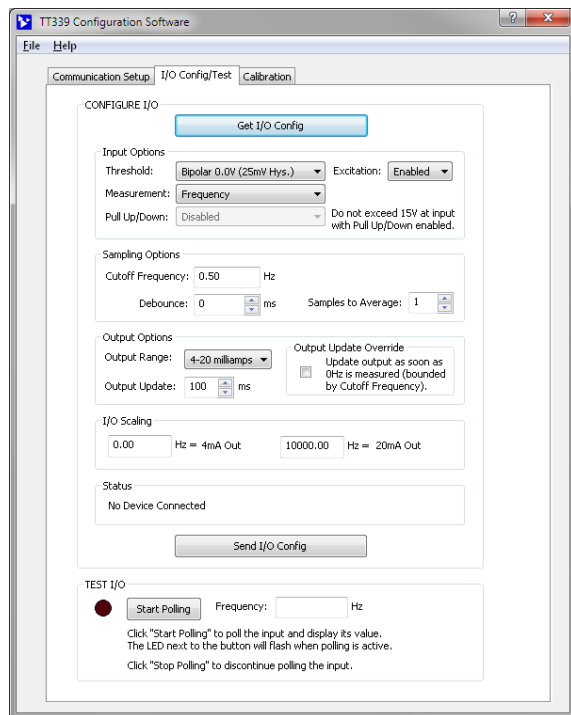 TT339 Configuration Software
File Help
Communication Setup I/O Config/Test Calibration
CONFIGURE I/O
Get I/O Config
Input Options
Threshold: Bipolar 0.0V (25mV Hys.) Excitation: Enabled
Measurement: Frequency
Pull Up/Down: Disabled Do not exceed 15V at input
with Pull Up/Down enabled.
Sampling Options
Cutoff Frequency: 0.50 Hz
Debounce: 0 ms Samples to Average: 1
Output Options
Output Range: 4-20 milliamps
Output Update: 100 ms
Output Update Override
Update output as soon as
0Hz is measured (bounded
by Cutoff Frequency).
I/O Scaling
0.00 Hz = 4mA Out 10000.00 Hz = 20mA Out
Status
No Device Connected
Send I/O Config
TEST I/O
Start Polling Frequency: Hz
Click "Start Polling" to poll the input and display its value.
The LED next to the button will flash when polling is active.
Click "Stop Polling" to discontinue polling the input.